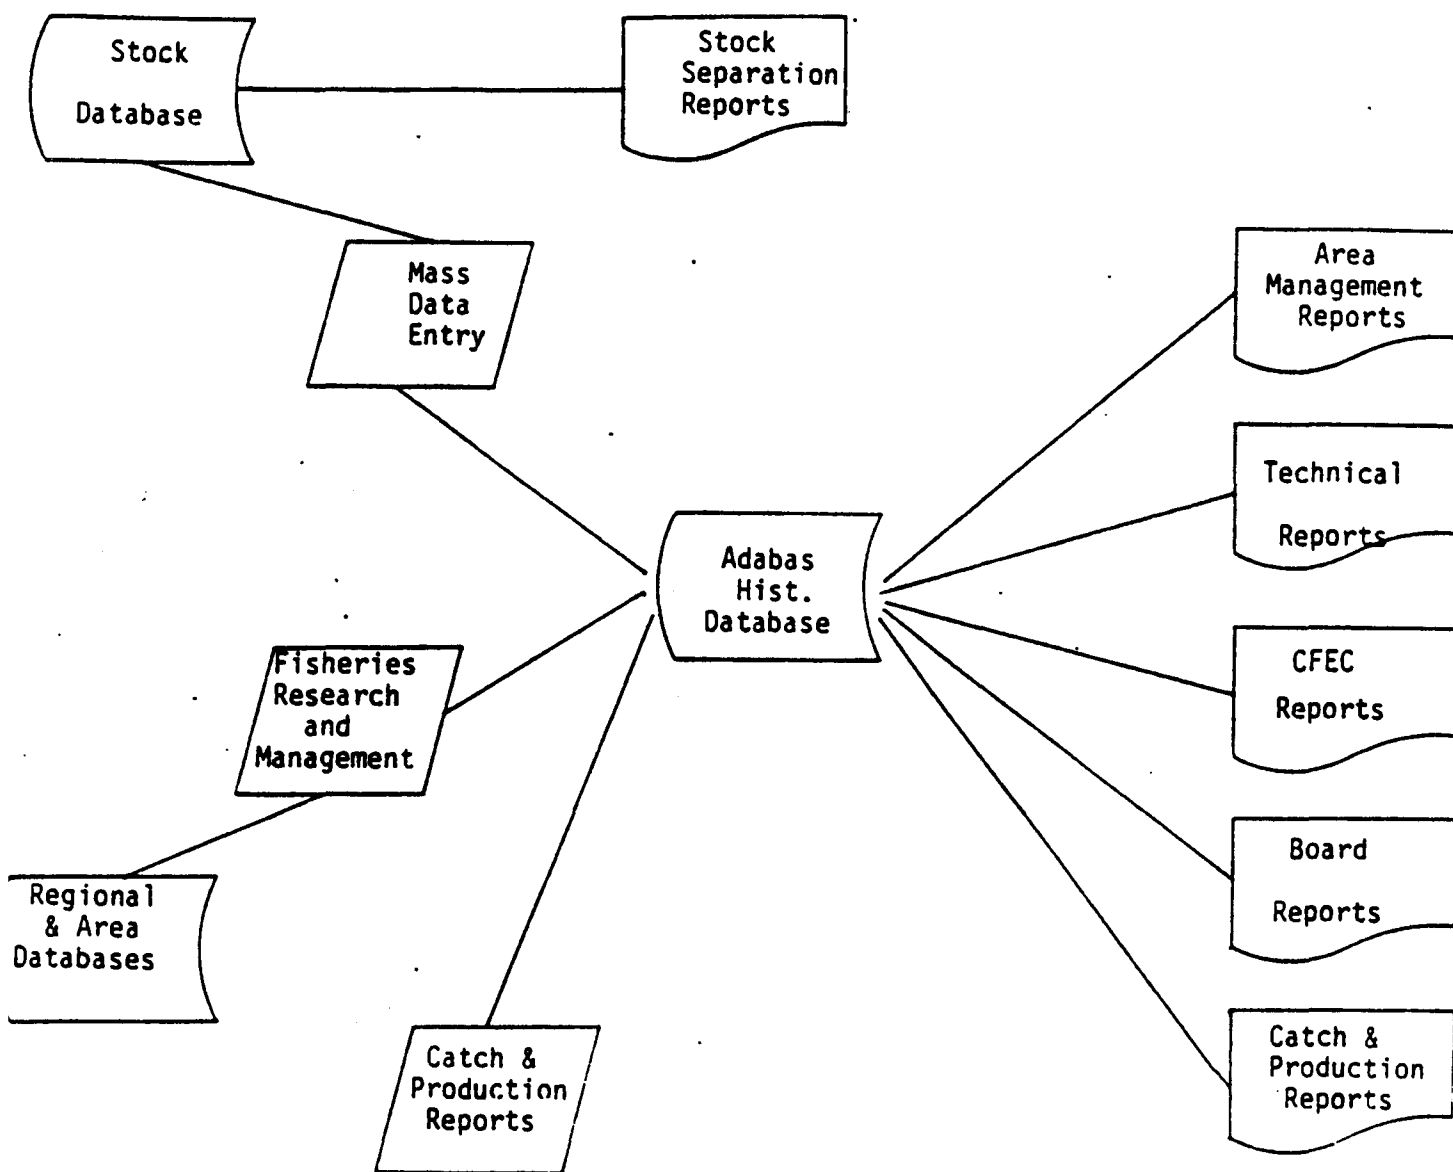 Stock
Database
Stock
Separation
Reports
Mass
Data
Entry
Area
Management
Reports
Technical
Reports
Adabas
Hist.
Database
CFEC
Reports
Fisheries
Research
and
Management
Board
Reports
Regional
& Area
Databases
Catch &
Production
Reports
Catch &
Production
Reports